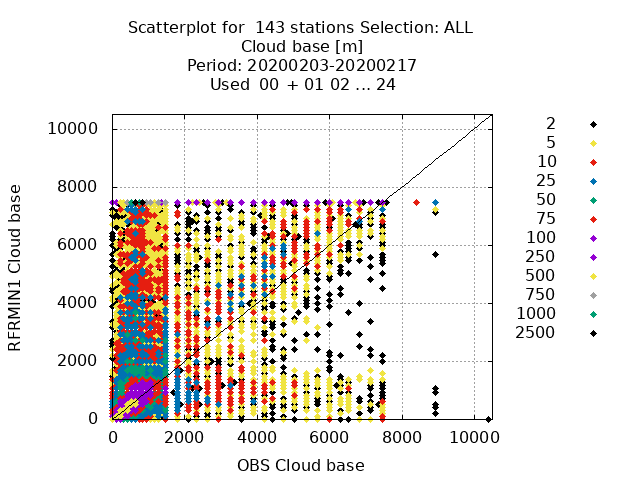 Scatterplot for  143 stations Selection: ALL
Cloud base [m]
Period: 20200203-20200217
Used  00 + 01 02 ... 24
RFRMIN1 Cloud base
10000
8000
6000
4000
2000
0
0 2000 4000 6000 8000 10000
OBS Cloud base
2
5
10
25
50
75
100
250
500
750
1000
2500